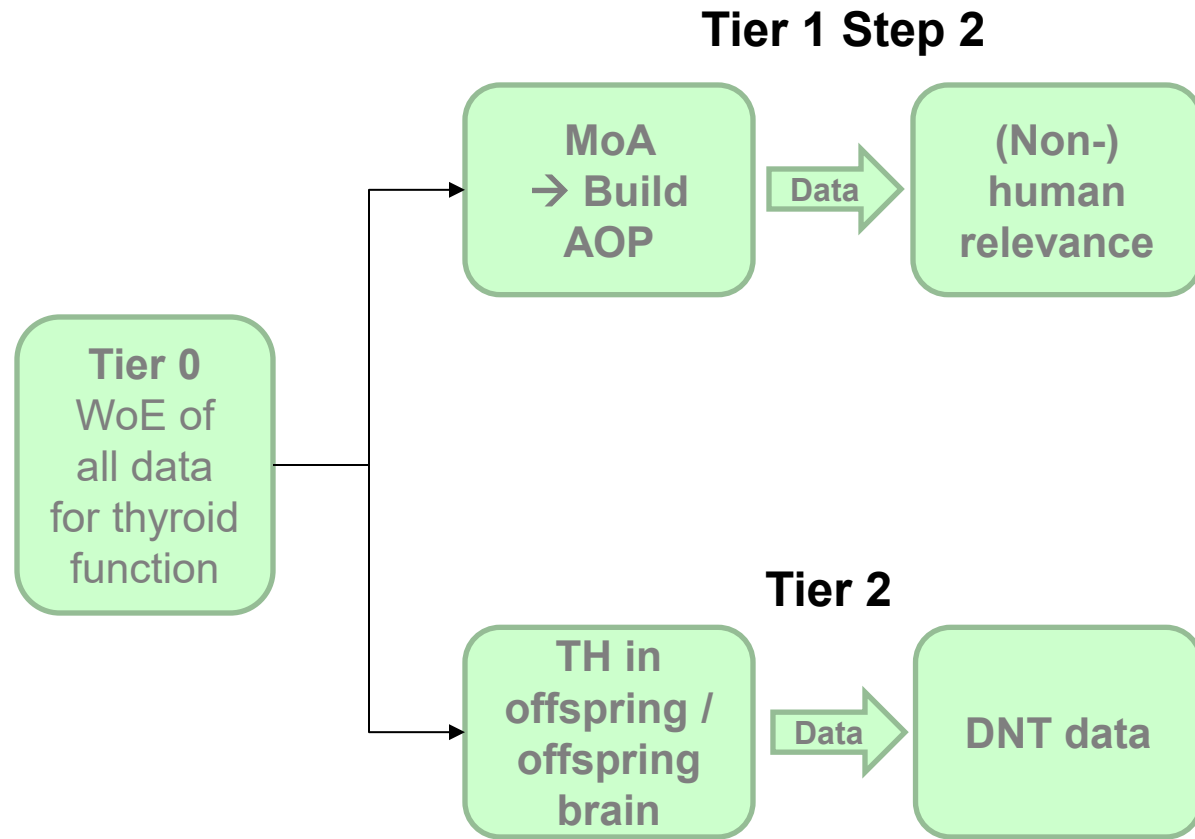 Tier 1 Step 2
MoA
→ Build
AOP
Data
(Non-)
human
relevance
Tier 0
WoE of
all data
for thyroid
function
Tier 2
TH in
offspring /
offspring
brain
Data
DNT data